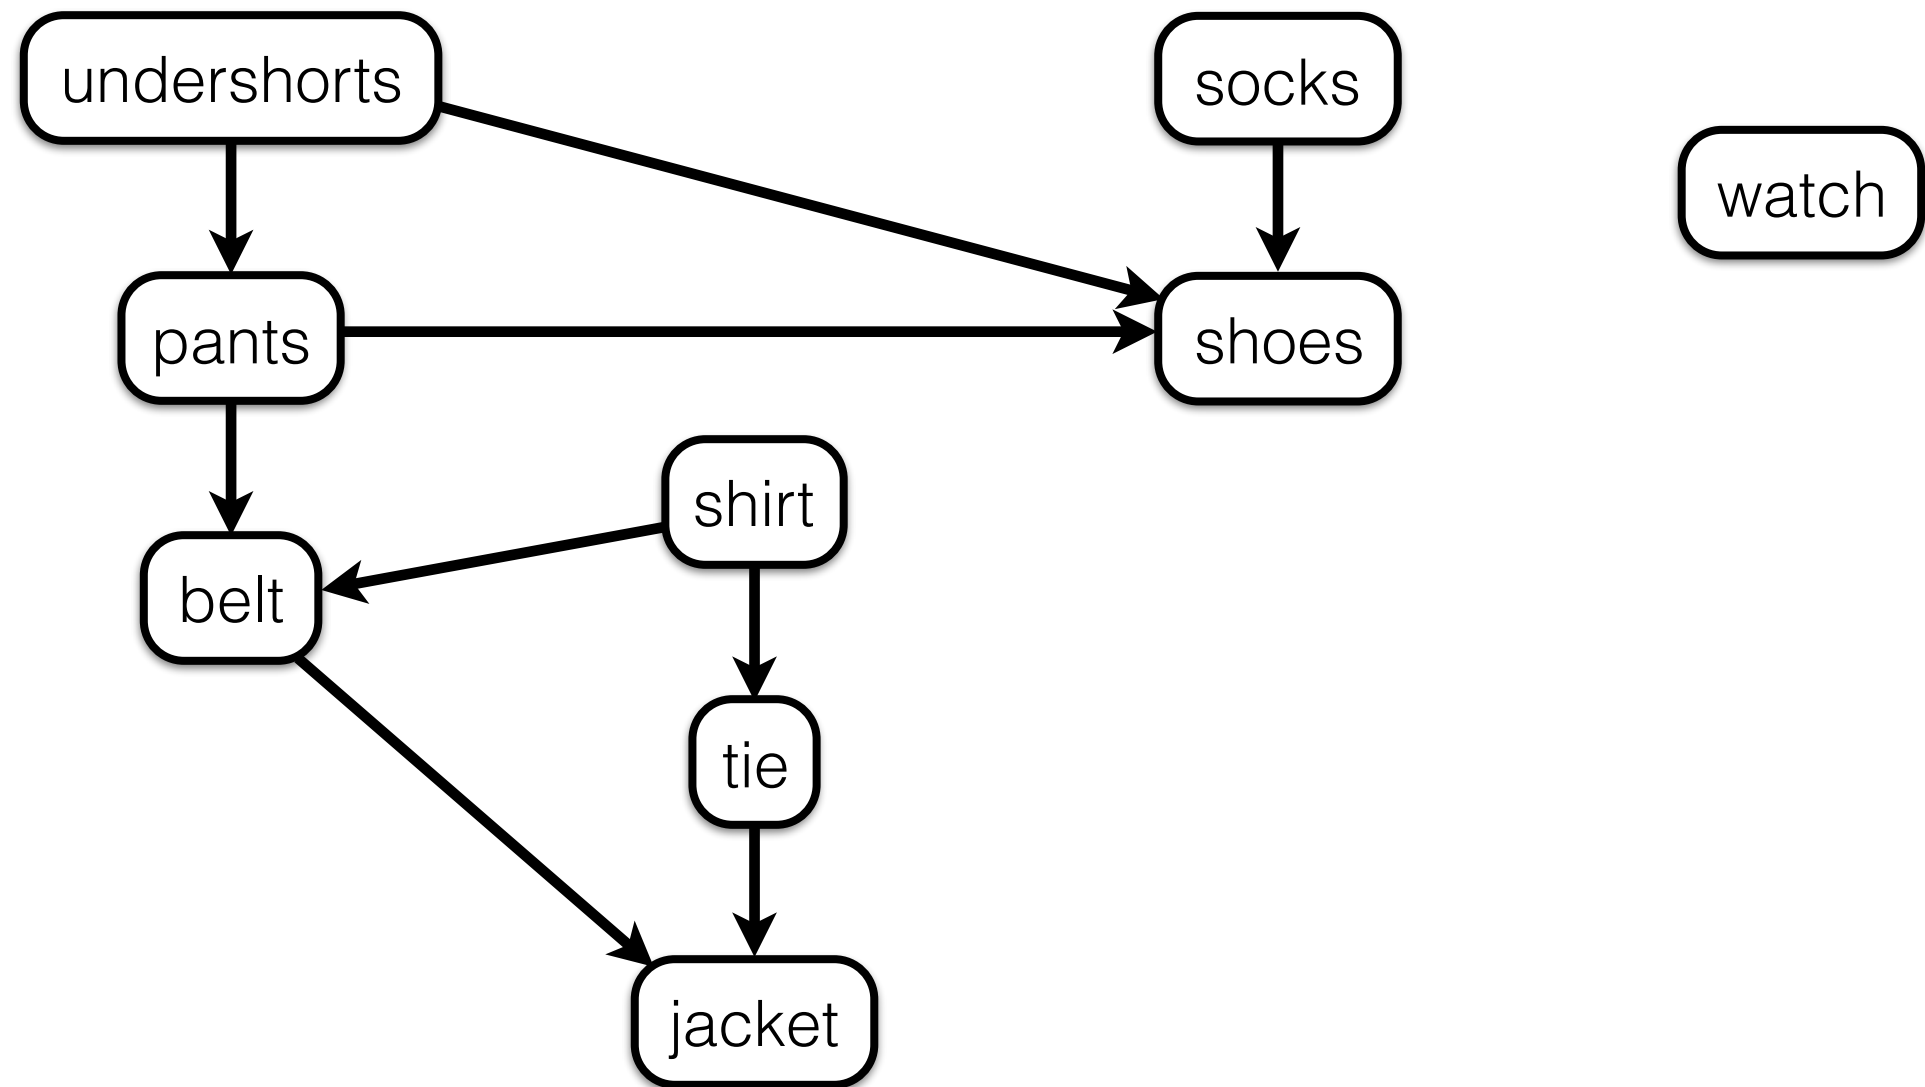 undershorts
socks
watch
pants
shoes
shirt
belt
tie
jacket